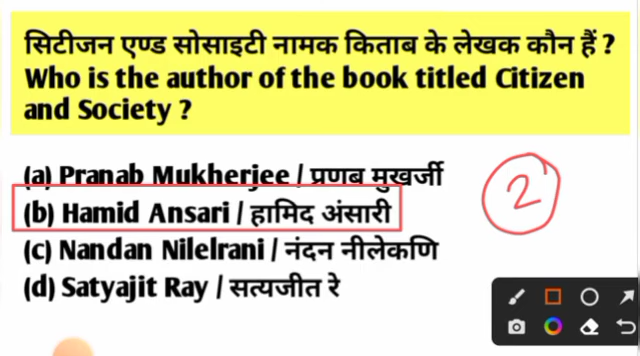 सिटीजन एण्ड सोसाइटी नामक किताब के लेखक कौन हैं ?
Who is the author of the book titled Citizen
and Society ?
(a) Pranab Mukherjee / प्रणब मुखर्जी
(b) Hamid Ansari / हामिद अंसारी
2
(c) Nandan Nilelrani / नंदन नीलेकणि
(d) Satyajit Ray / सत्यजीत रे